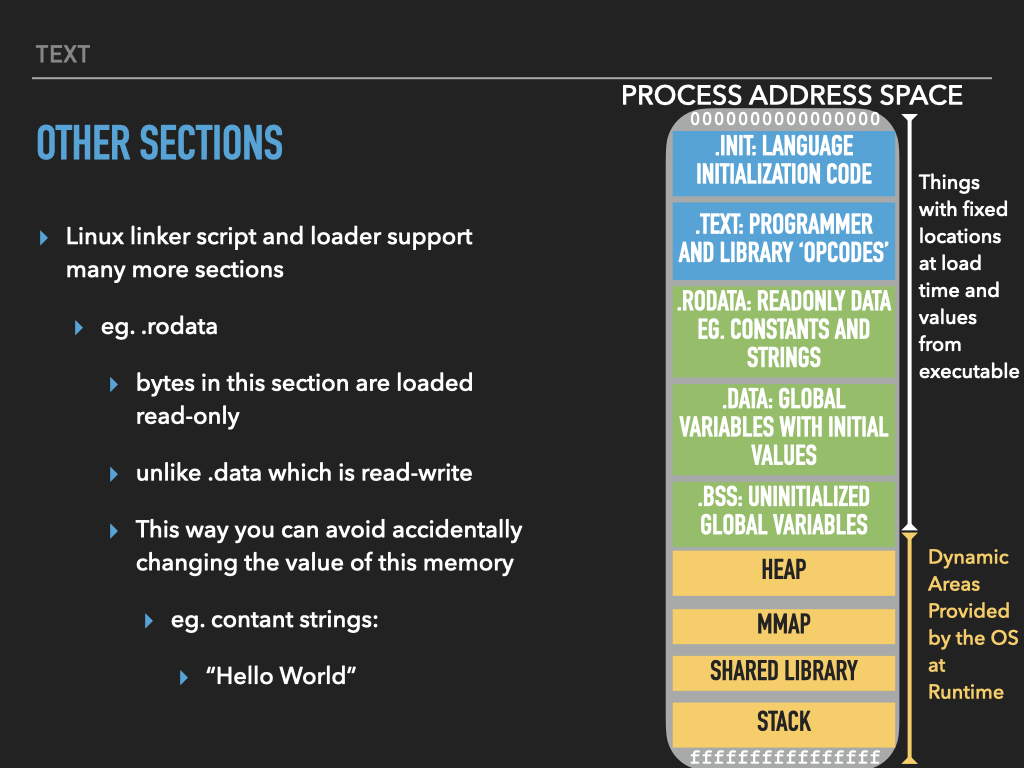 TEXT
OTHER SECTIONS
Linux linker script and loader support
many more sections
eg. .rodata
bytes in this section are loaded
read-only
unlike .data which is read-write
This way you can avoid accidentally
changing the value of this memory
eg. contant strings:
“Hello World”
PROCESS ADDRESS SPACE
0000000000000000
.INIT: LANGUAGE
INITIALIZATION CODE
.TEXT: PROGRAMMER
AND LIBRARY ‘OPCODES’
.RODATA: READONLY DATA
EG. CONSTANTS AND
STRINGS
.DATA: GLOBAL
VARIABLES WITH INITIAL
VALUES
.BSS: UNINITIALIZED
GLOBAL VARIABLES
HEAP
MMAP
SHARED LIBRARY
STACK
ffffffffffffffff
Things
with fixed
locations
at load
time and
values
from
executable
Dynamic
Areas
Provided
by the OS
at
Runtime